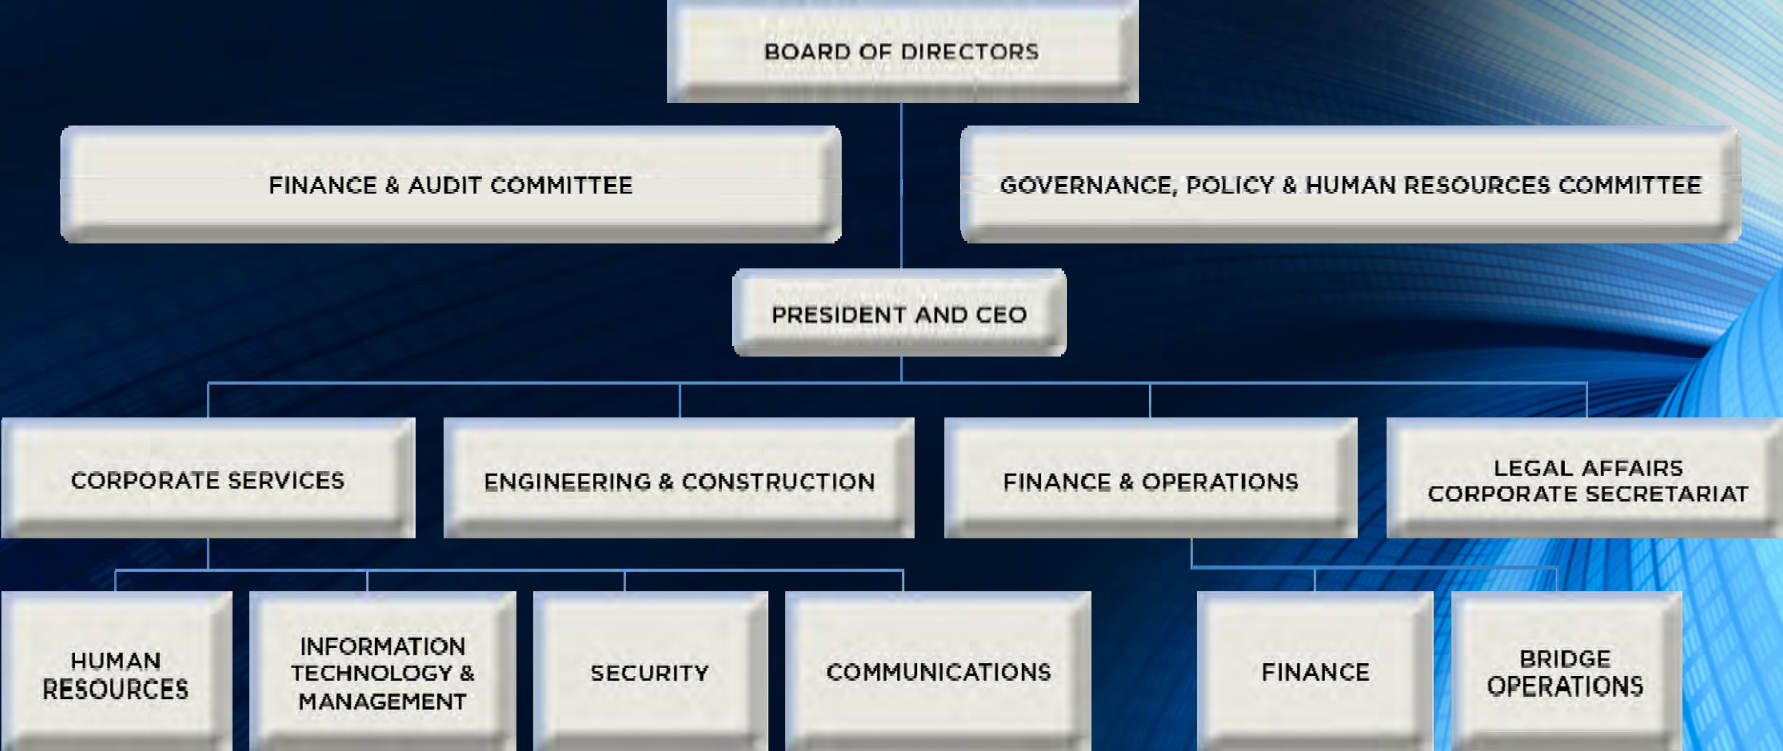 BOARD OF DIRECTORS
FINANCE & AUDIT COMMITTEE
GOVERNANCE, POLICY & HUMAN RESOURCES COMMITTEE
PRESIDENT AND CEO
CORPORATE SERVICES
ENGINEERING & CONSTRUCTION
FINANCE & OPERATIONS
LEGAL AFFAIRS
CORPORATE SECRETARIAT
HUMAN
RESOURCES
INFORMATION
TECHNOLOGY &
MANAGEMENT
SECURITY
COMMUNICATIONS
FINANCE
BRIDGE
OPERATIONS